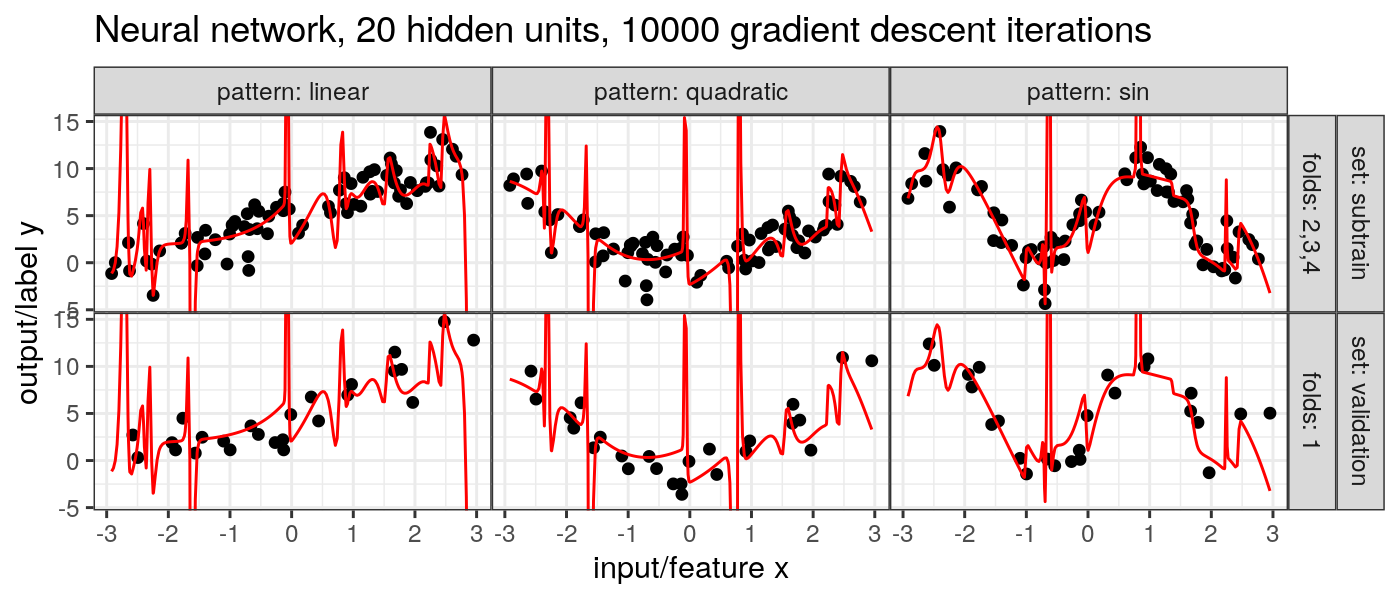 Neural network, 20 hidden units, 10000 gradient descent iterations
pattern: linear
pattern: quadratic
pattern: sin
output/label y
15
10
5
0
-5
folds: 2,3,4
set: subtrain
15
10
5
0
-5
folds: 1
set: validation
-3 -2 -1 0 1 2 3
-3 -2 -1 0 1 2 3
-3 -2 -1 0 1 2 3
input/feature x